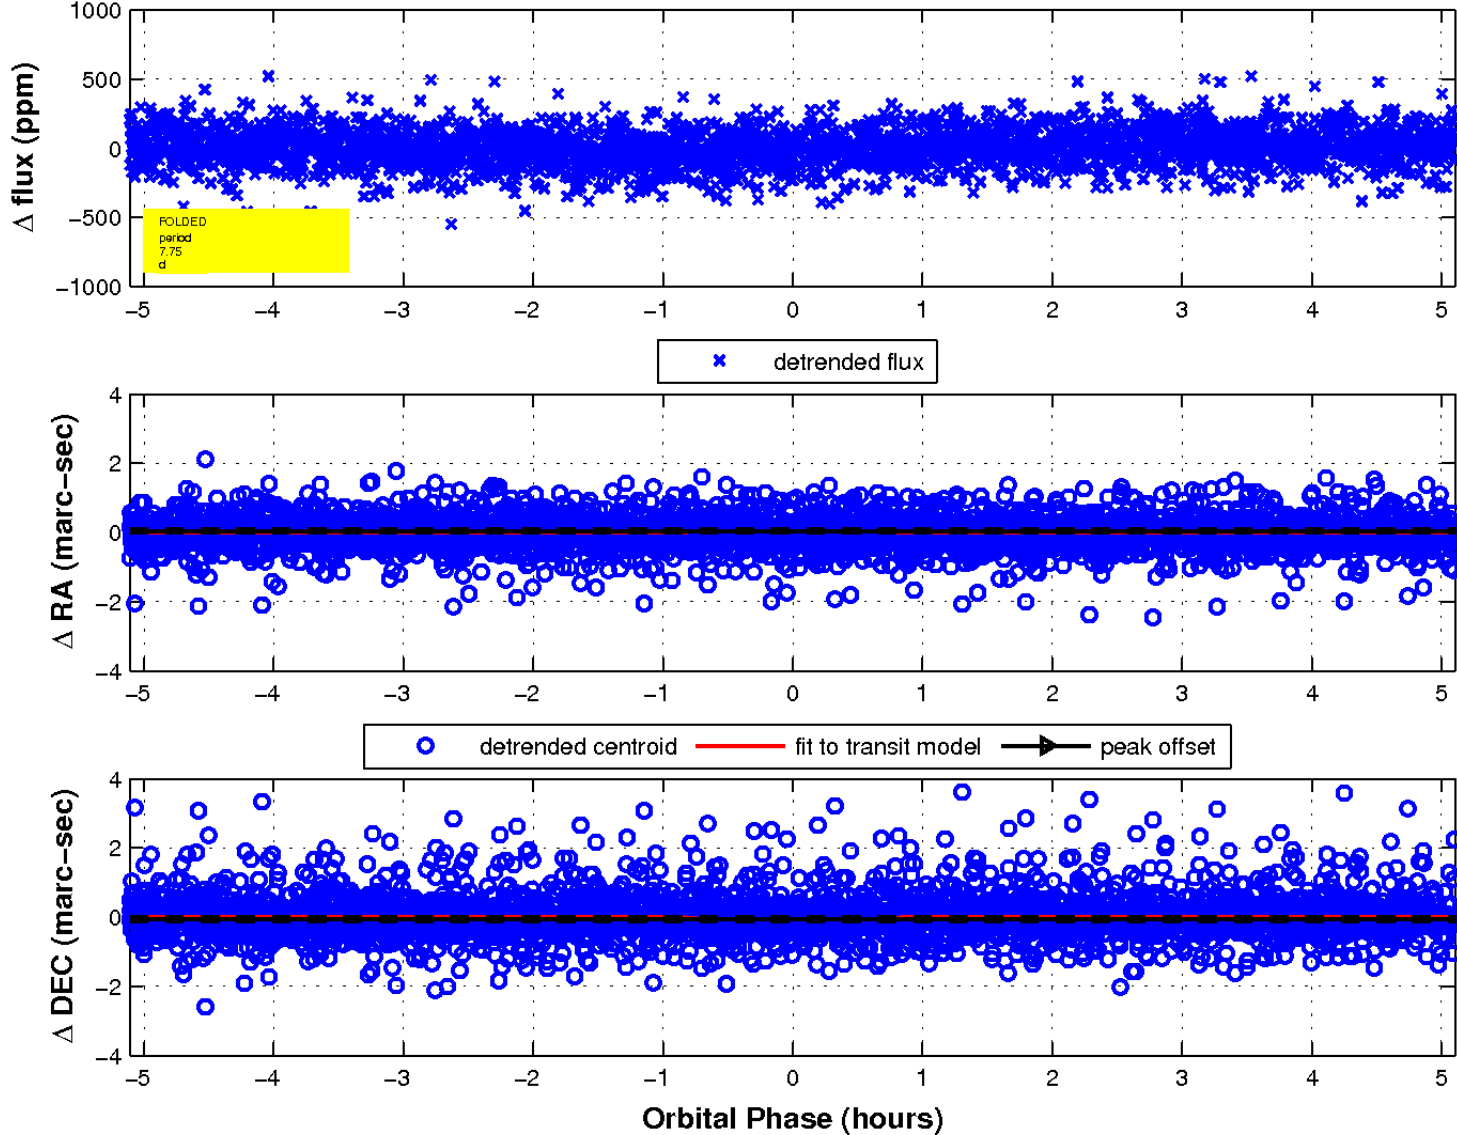 1000
500
0
−500
−1000
Δ flux (ppm)
FOLDED
period
7.75
d
−5 −4 −3 −2 −1 0 1 2 3 4 5
detrended flux
4
2
0
−2
−4
Δ RA (marc−sec)
−5 −4 −3 −2 −1 0 1 2 3 4 5
detrended centroid fit to transit model peak offset
4
2
0
−2
−4
Δ DEC (marc−sec)
−5 −4 −3 −2 −1 0 1 2 3 4 5
Orbital Phase (hours)